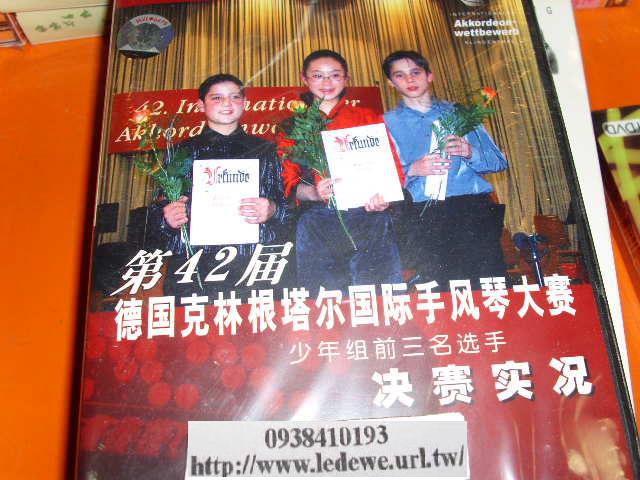 Akkordeon-
wettbewerb
G
42. Internationaler
Akkordeonwe
Urkunde
Urkunde
DVD
第42届
德国克林根塔尔国际手风琴大赛
少年组前三名选手
决赛实况
0938410193
http://www.ledewe.url.tw/